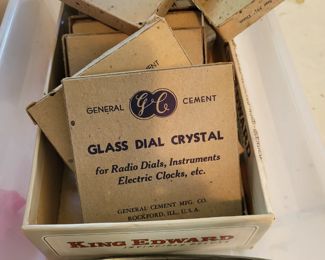 GENERAL GC CEMENT
GLASS DIAL CRYSTAL
for Radio Dials, Instruments
Electric Clocks, etc.
GENERAL CEMENT MFG. CO.
ROCKFORD, ILL., U.S.A.
KING EDWARD